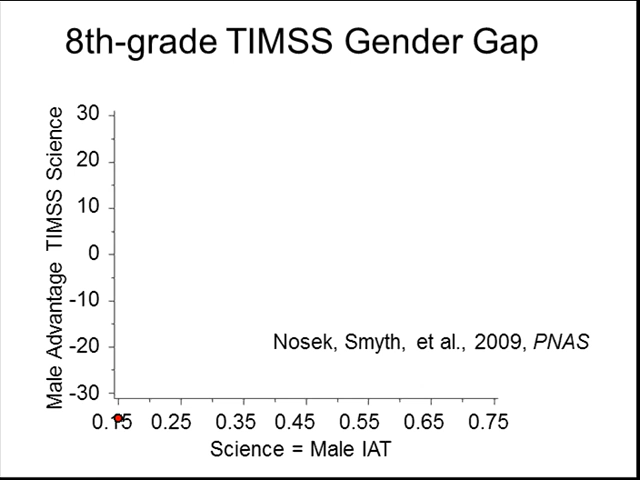 8th-grade TIMSS Gender Gap
Male Advantage TIMSS Science
30
20
10
0
-10
-20
-30
Nosek, Smyth, et al., 2009, PNAS
0.15 0.25 0.35 0.45 0.55 0.65 0.75
Science = Male IAT